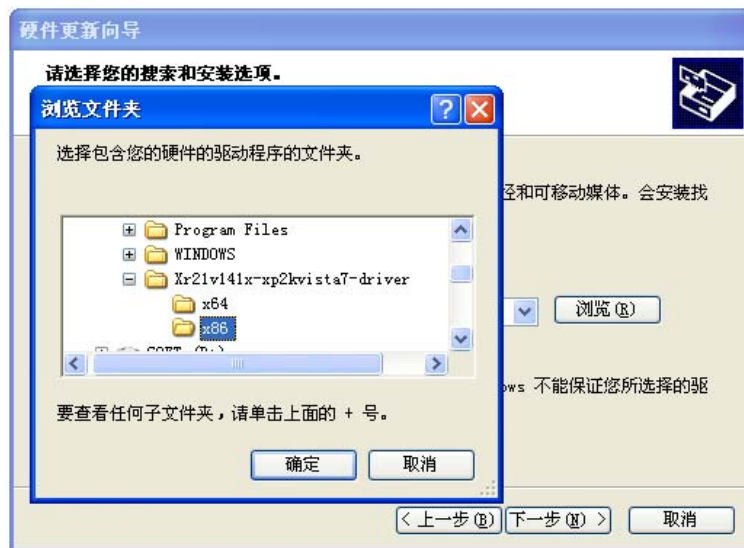 硬件更新向导
请选择您的搜索和安装选项。
浏览文件夹
选择包含您的硬件的驱动程序的文件夹。
径和可移动媒体。会安装找
Program Files
WINDOWS
Xr21v141x-xp2kvista7-driver
x64
x86
浏览(R)
ows 不能保证您所选择的驱
要查看任何子文件夹，请单击上面的 + 号。
确定 取消
< 上一步(B) 下一步(N) > 取消